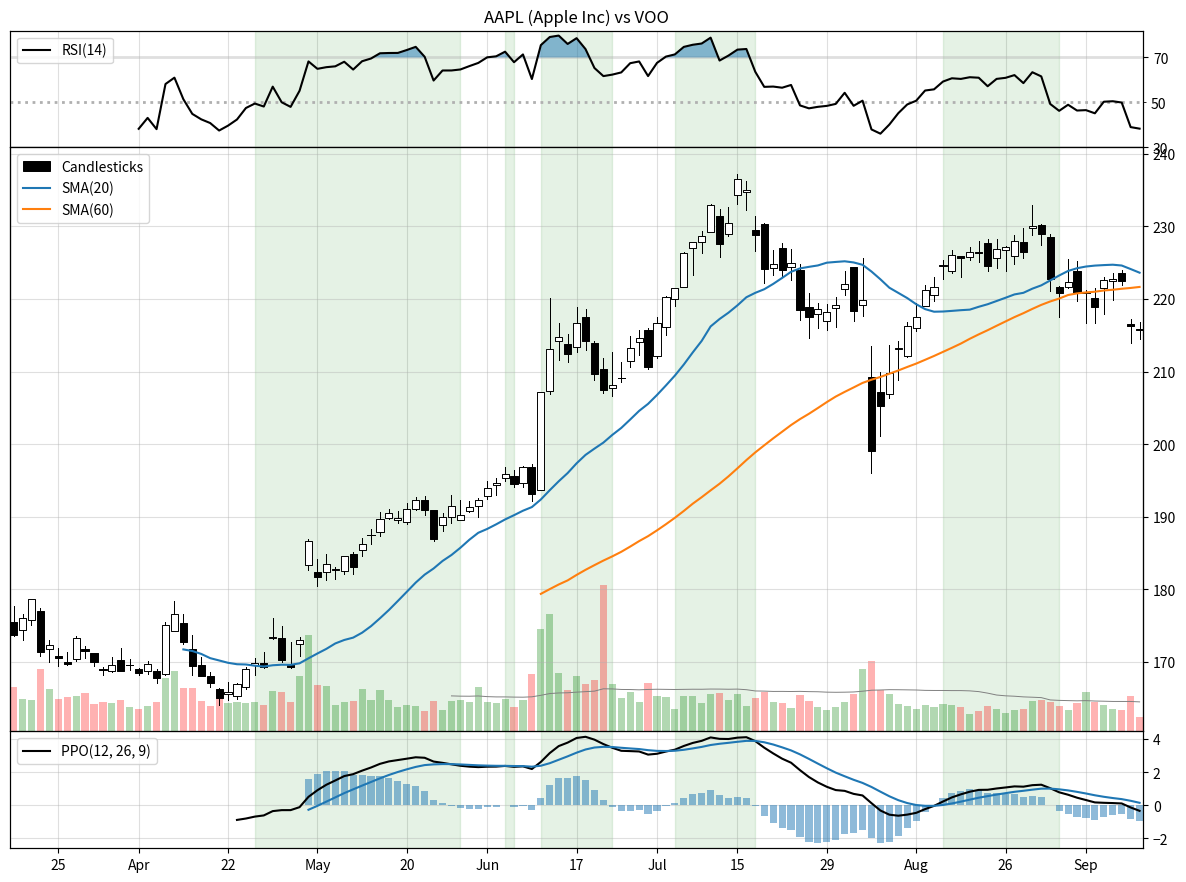 AAPL (Apple Inc) vs VOO
RSI(14)
70
50
30
240
Candlesticks
SMA(20)
SMA(60)
230
220
210
200
190
180
170
PPO(12, 26, 9)
4
2
0
−2
25 Apr 22 May 20 Jun 17 Jul 15 29 Aug 26 Sep